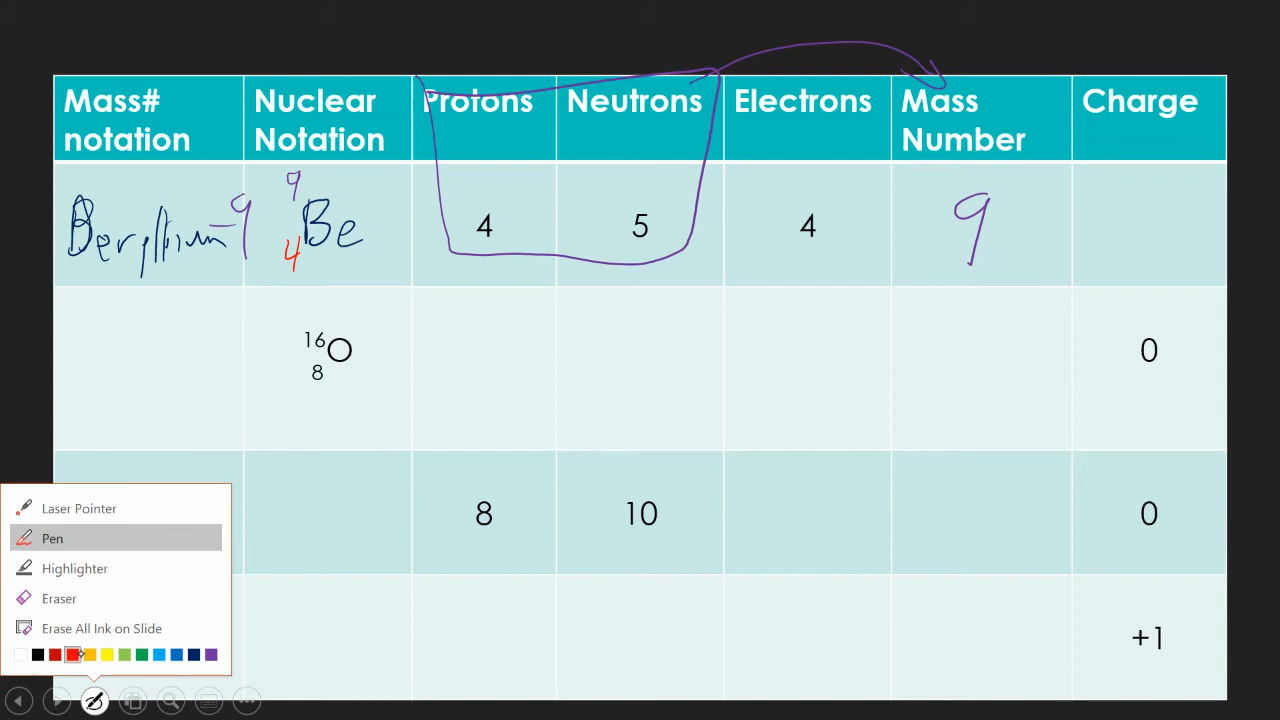 Mass# notation
Nuclear Notation
Protons
Neutrons
Electrons
Mass Number
Charge
Beryllium-9
9
4
Be
4
5
4
9
16
8
O
0
8
10
0
+1
Laser Pointer
Pen
Highlighter
Eraser
Erase All Ink on Slide